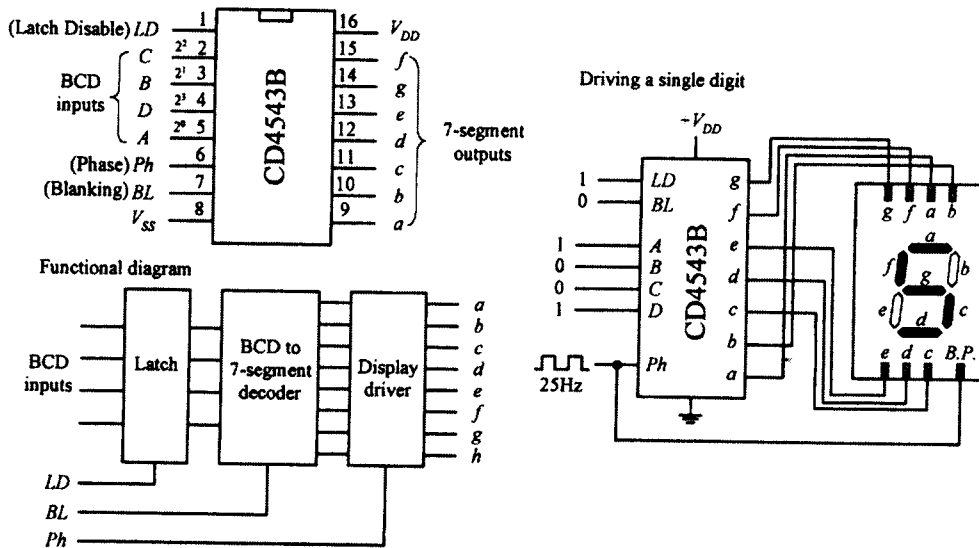 (Latch Disable) LD 1
C 2² 2
B 2¹ 3
D 2³ 4
A 2⁰ 5
BCD
inputs
(Phase) Ph 6
(Blanking) BL 7
V_SS 8
CD4543B
16 V_DD
15 f
14 g
13 e
12 d
11 c
10 b
9 a
7-segment
outputs
Functional diagram
BCD
inputs
Latch
BCD to
7-segment
decoder
Display
driver
a
b
c
d
e
f
g
h
LD
BL
Ph
Driving a single digit
+V_DD
1 LD
0 BL
1 A
0 B
0 C
1 D
25Hz
Ph
CD4543B
g
f
e
d
c
b
a
g f a b
a
f b
g
e c
d
e d c B.P.